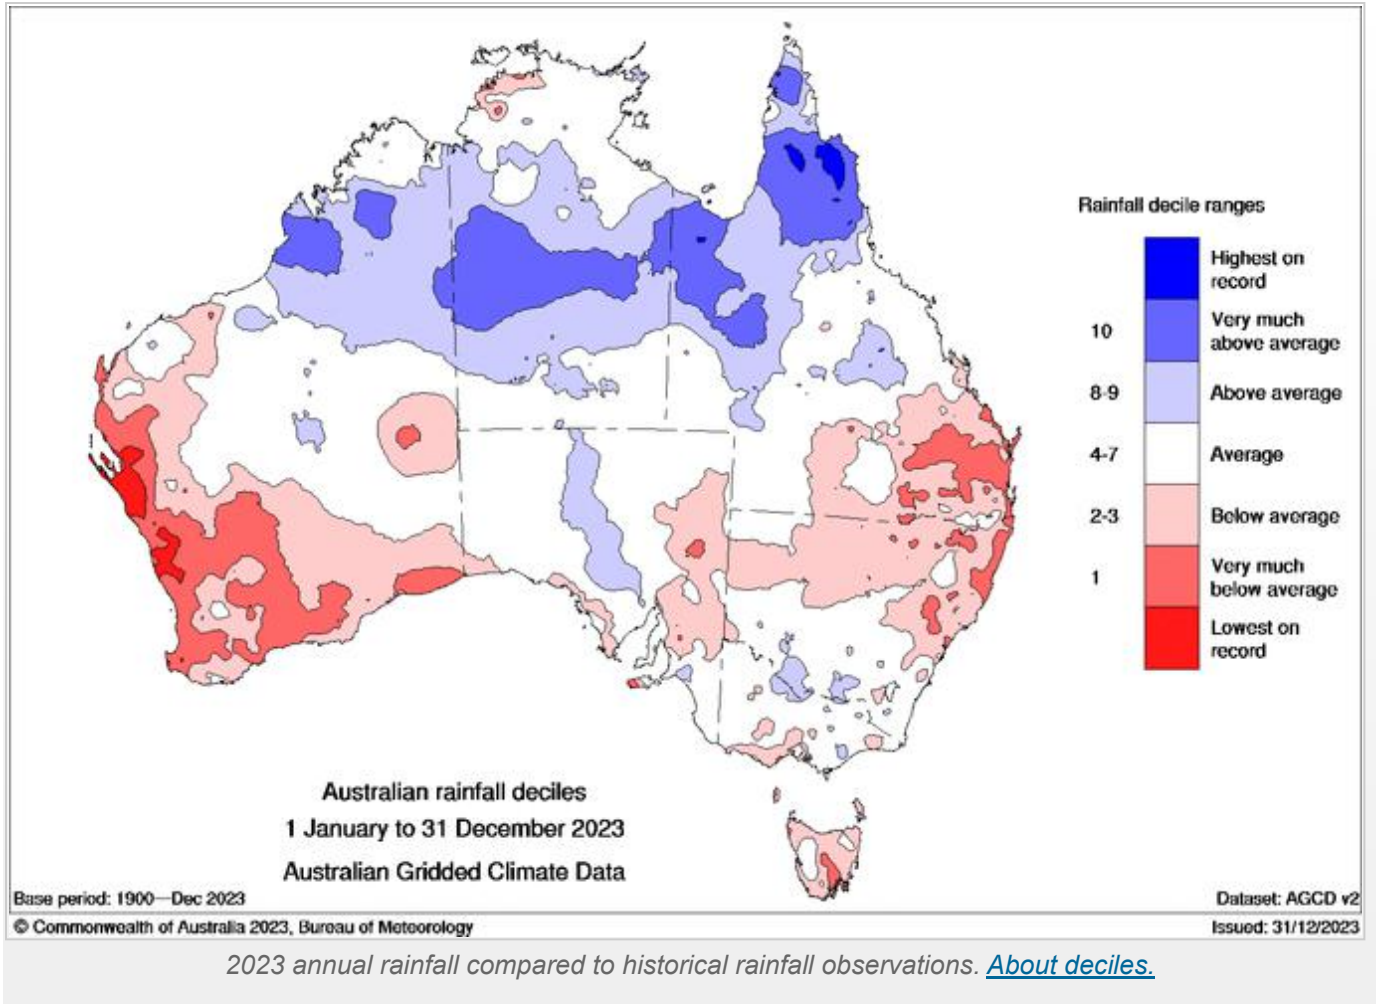 Rainfall decile ranges
Highest on
record
10
Very much
above average
8-9
Above average
4-7
Average
2-3
Below average
1
Very much
below average
Lowest on
record
Australian rainfall deciles
1 January to 31 December 2023
Australian Gridded Climate Data
Base period: 1900—Dec 2023
Dataset: AGCD v2
© Commonwealth of Australia 2023, Bureau of Meteorology
Issued: 31/12/2023
2023 annual rainfall compared to historical rainfall observations. About deciles.